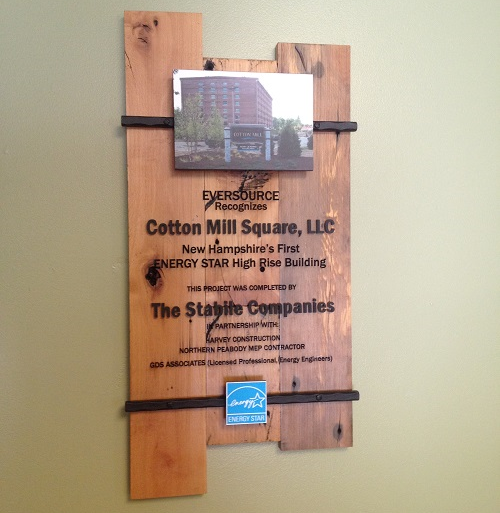 COTTON MILL
EVERSOURCE
Recognizes
Cotton Mill Square, LLC
New Hampshire's First
ENERGY STAR High Rise Building
THIS PROJECT WAS COMPLETED BY
The Stabile Companies
IN PARTNERSHIP WITH:
HARVEY CONSTRUCTION
NORTHERN PEABODY MEP CONTRACTOR
GDS ASSOCIATES (Licensed Professional Energy Engineers)
energy
ENERGY STAR